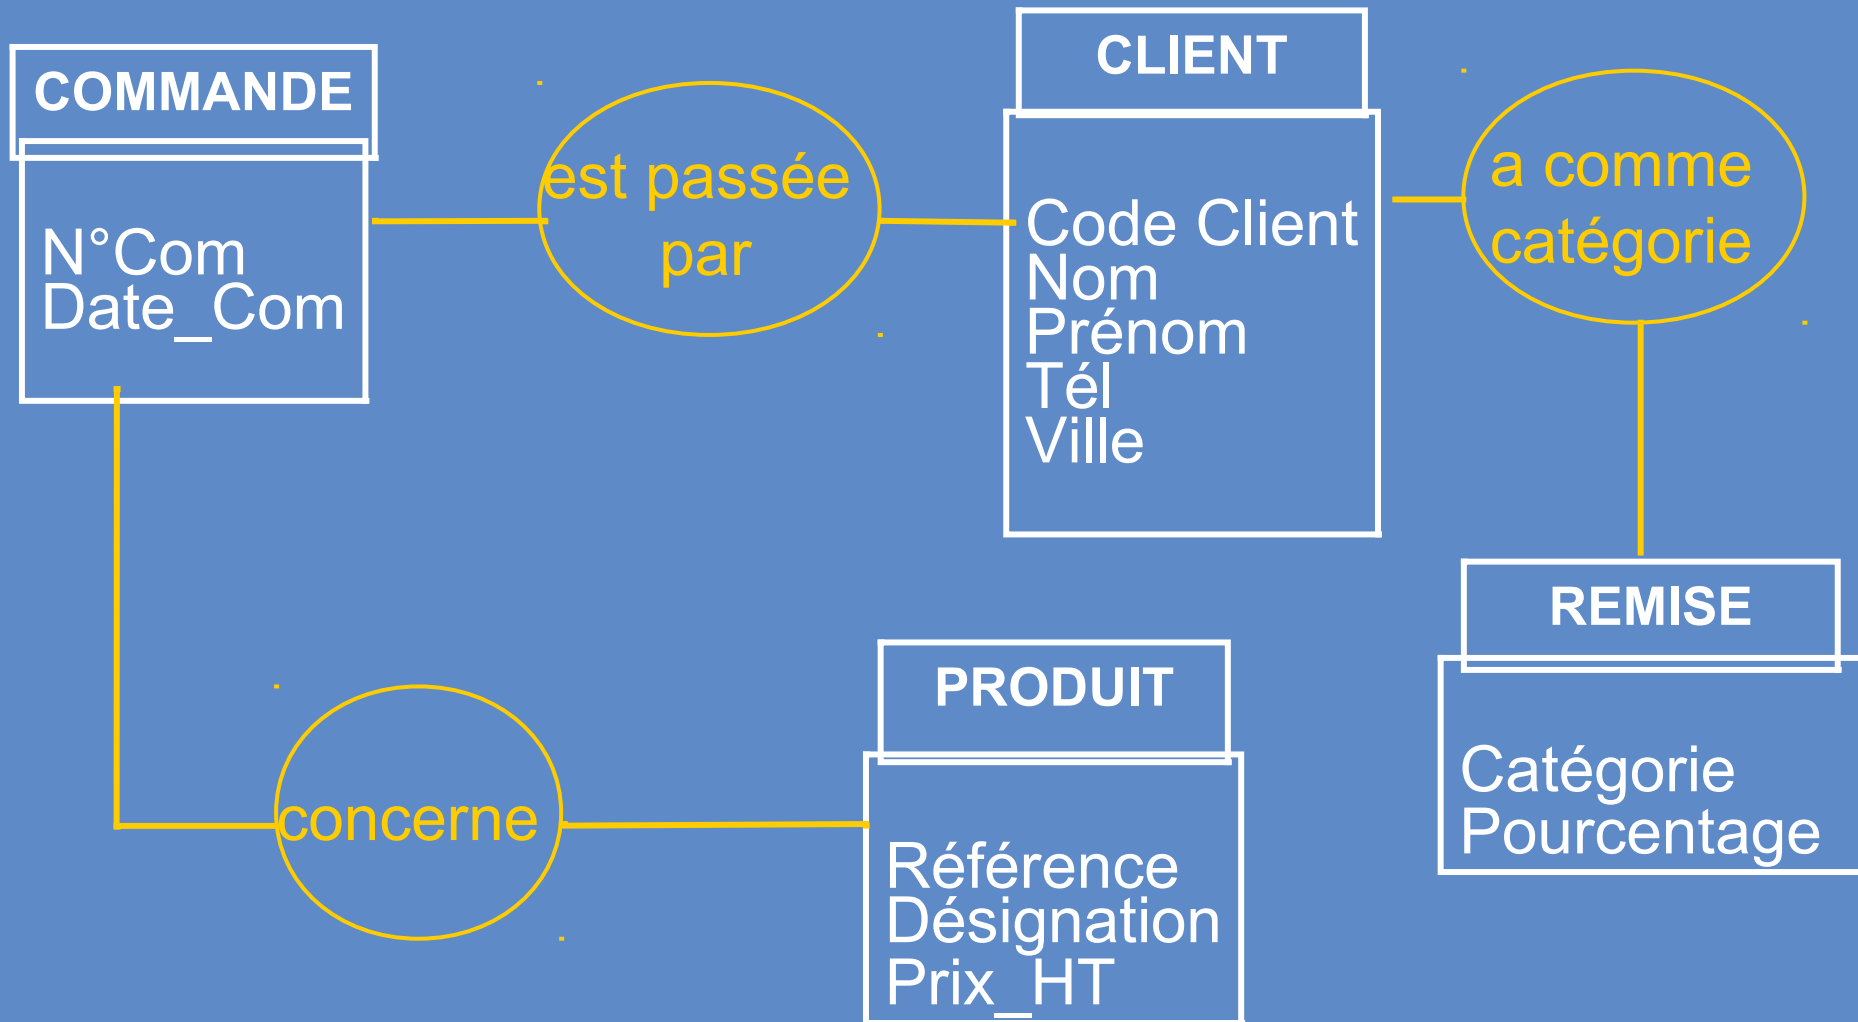 COMMANDE
N°Com
Date_Com
est passée
par
CLIENT
Code Client
Nom
Prénom
Tél
Ville
a comme
catégorie
REMISE
Catégorie
Pourcentage
concerne
PRODUIT
Référence
Désignation
Prix_HT